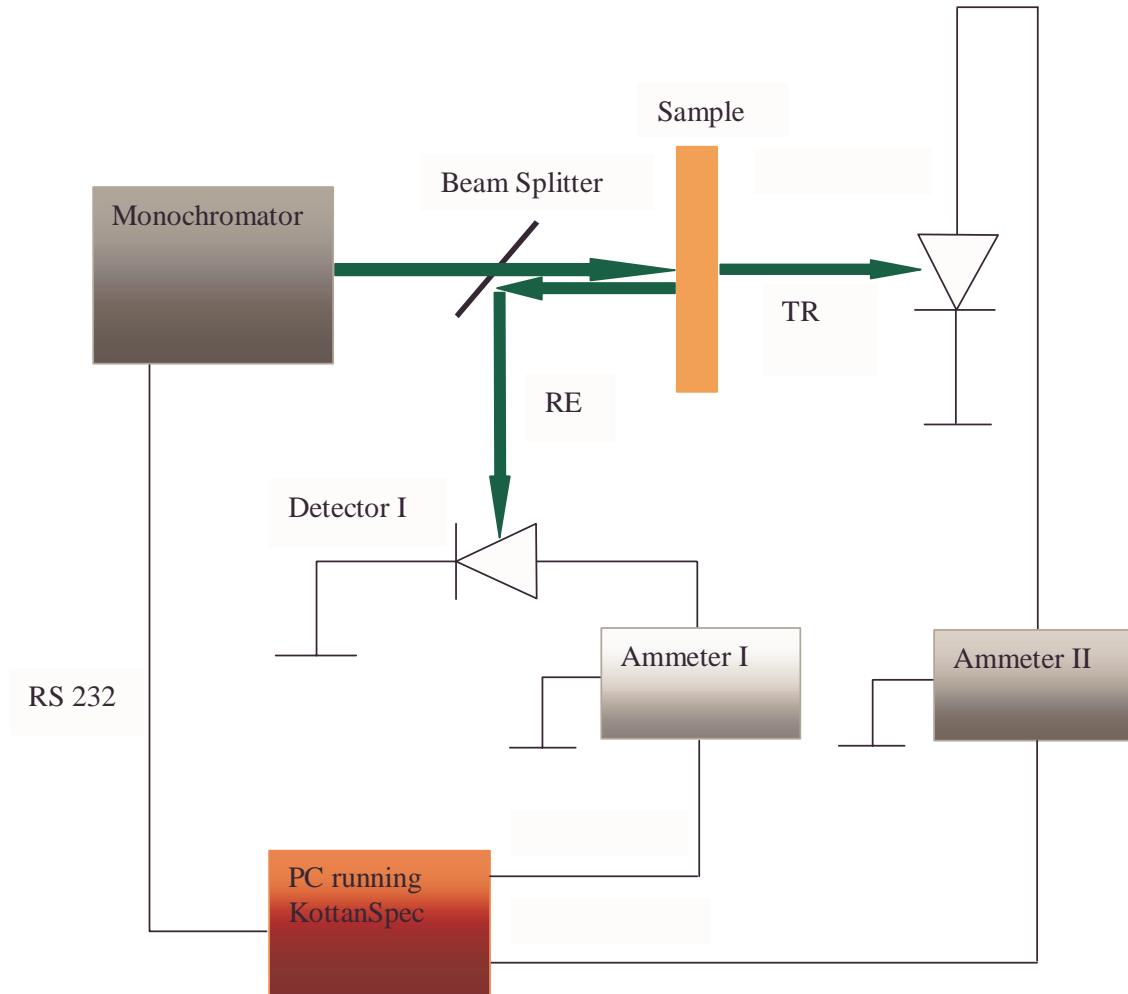 Sample
Beam Splitter
Monochromator
TR
RE
Detector I
Ammeter I
Ammeter II
RS 232
PC running
KottanSpec